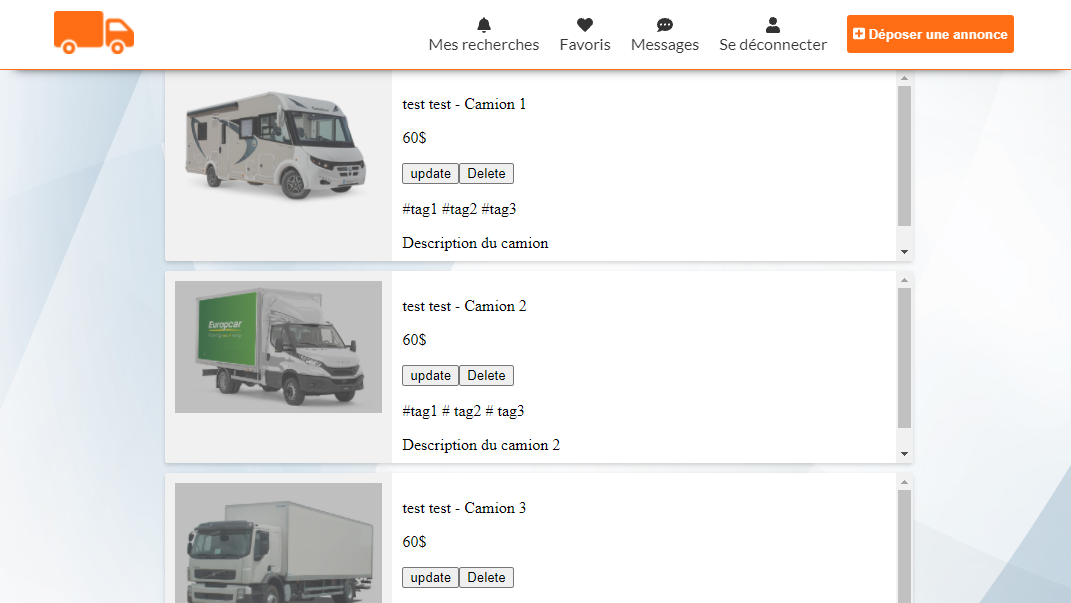 Mes recherches
Favoris
Messages
Se déconnecter
Déposer une annonce
test test - Camion 1
60$
update Delete
#tag1 #tag2 #tag3
Description du camion
Europcar
test test - Camion 2
60$
update Delete
#tag1 # tag2 # tag3
Description du camion 2
test test - Camion 3
60$
update Delete